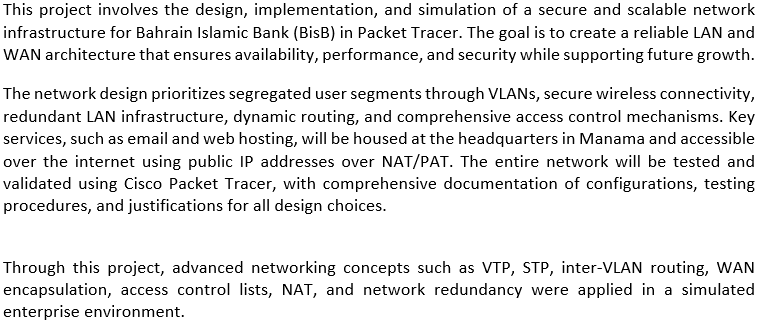 This project involves the design, implementation, and simulation of a secure and scalable network
infrastructure for Bahrain Islamic Bank (BisB) in Packet Tracer. The goal is to create a reliable LAN and
WAN architecture that ensures availability, performance, and security while supporting future growth.
The network design prioritizes segregated user segments through VLANs, secure wireless connectivity,
redundant LAN infrastructure, dynamic routing, and comprehensive access control mechanisms. Key
services, such as email and web hosting, will be housed at the headquarters in Manama and accessible
over the internet using public IP addresses over NAT/PAT. The entire network will be tested and
validated using Cisco Packet Tracer, with comprehensive documentation of configurations, testing
procedures, and justifications for all design choices.
Through this project, advanced networking concepts such as VTP, STP, inter-VLAN routing, WAN
encapsulation, access control lists, NAT, and network redundancy were applied in a simulated
enterprise environment.